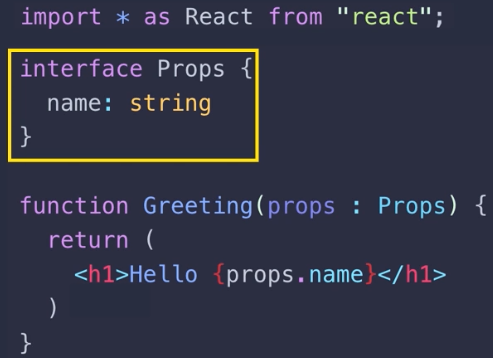 import * as React from "react";
interface Props {
  name: string
}
function Greeting(props : Props) {
  return (
    <h1>Hello {props.name}</h1>
  )
}